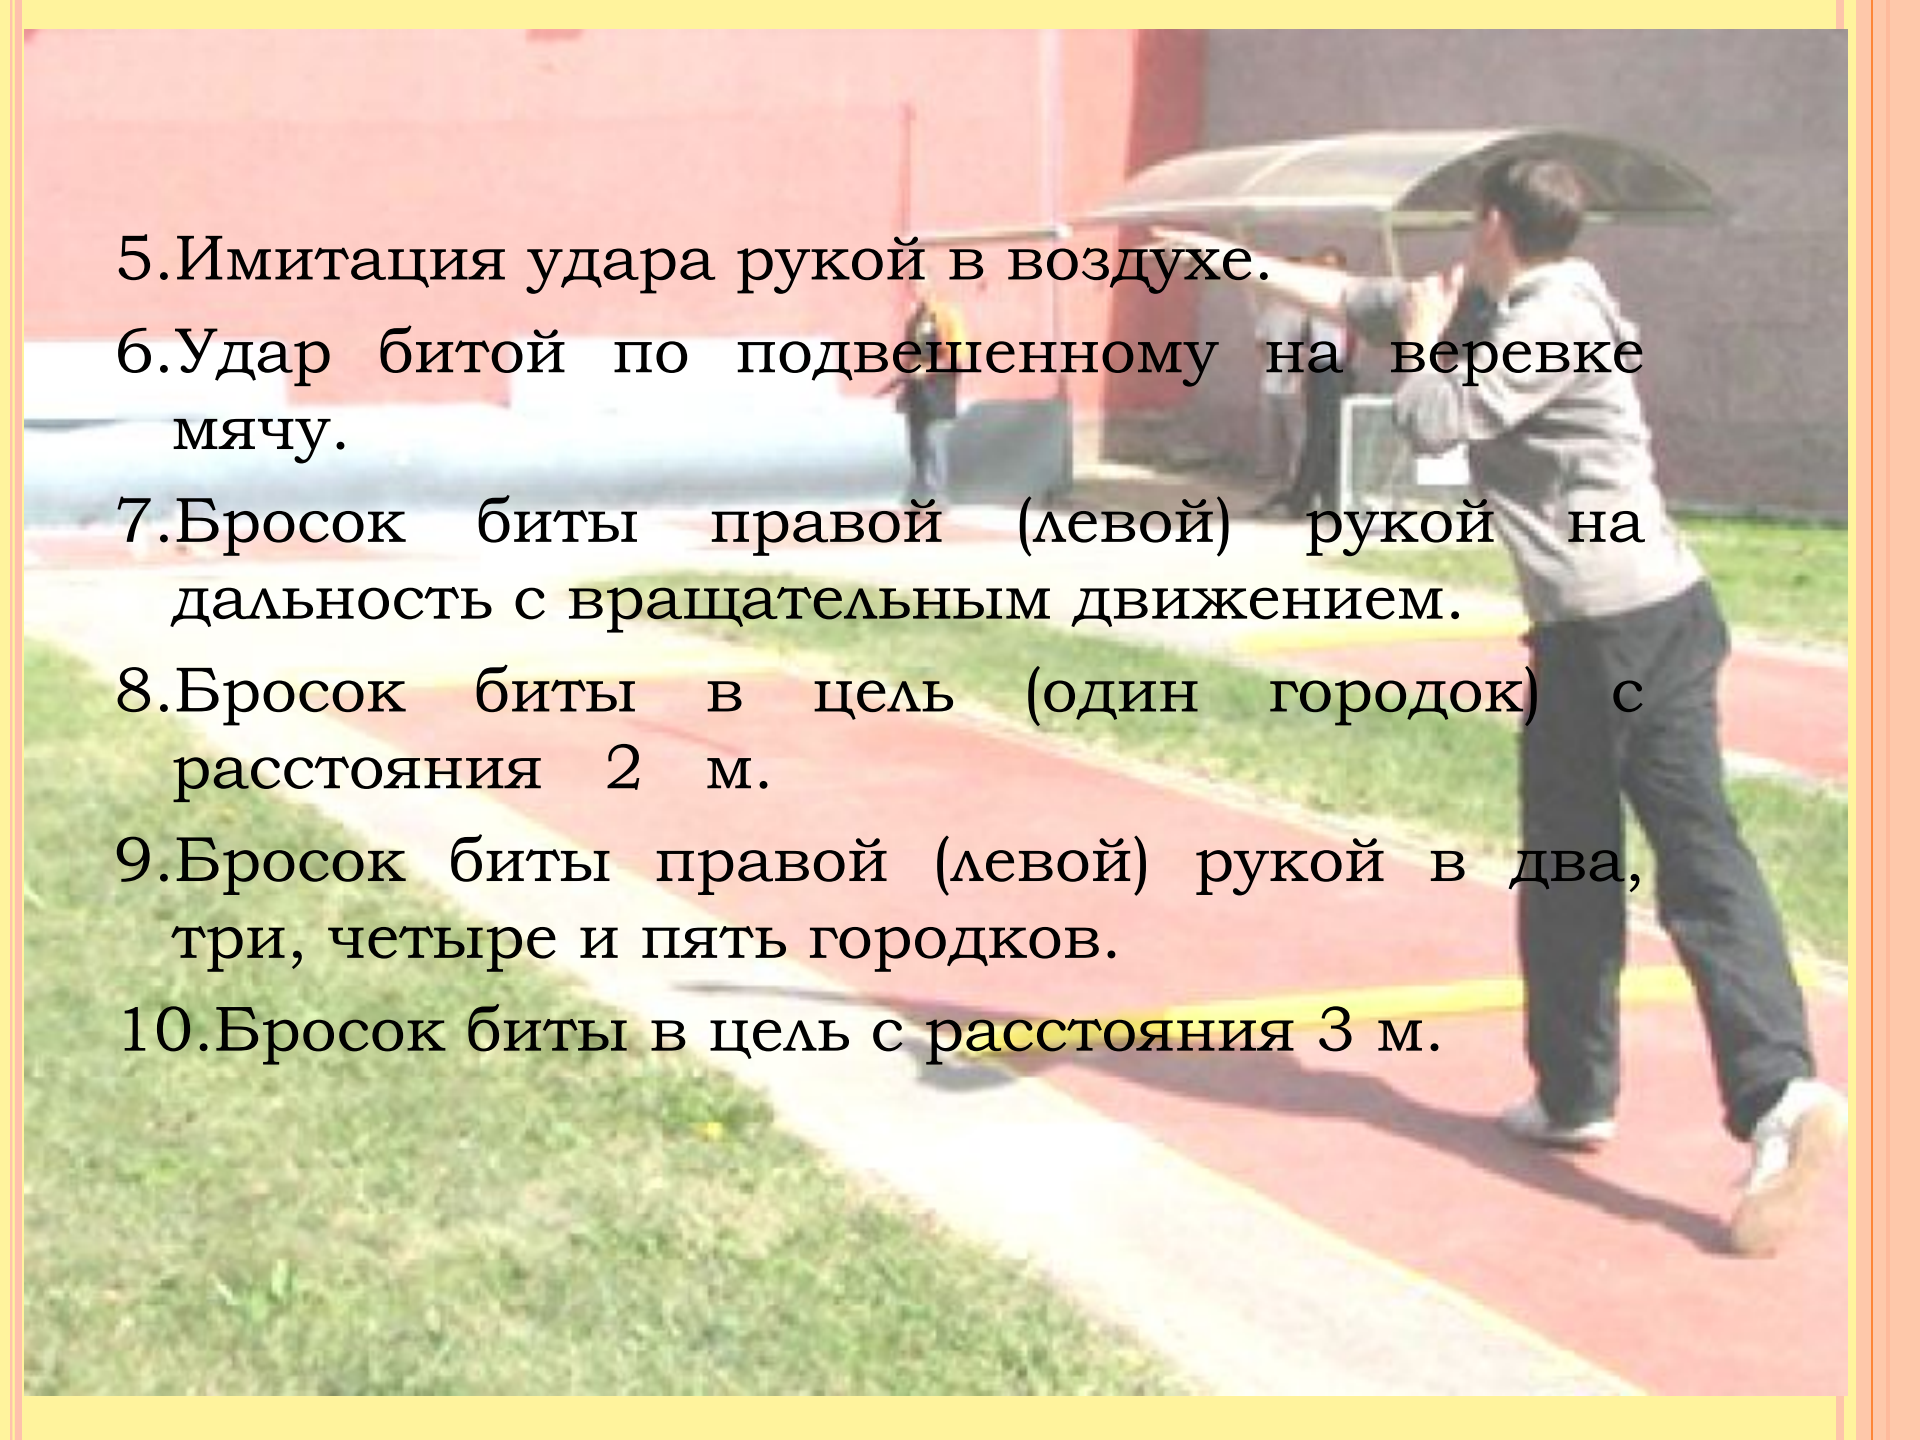 5.Имитация удара рукой в воздухе.
6.Удар битой по подвешенному на веревке
мячу.
7.Бросок биты правой (левой) рукой на
дальность с вращательным движением.
8.Бросок биты в цель (один городок) с
расстояния 2 м.
9.Бросок биты правой (левой) рукой в два,
три, четыре и пять городков.
10.Бросок биты в цель с расстояния 3 м.